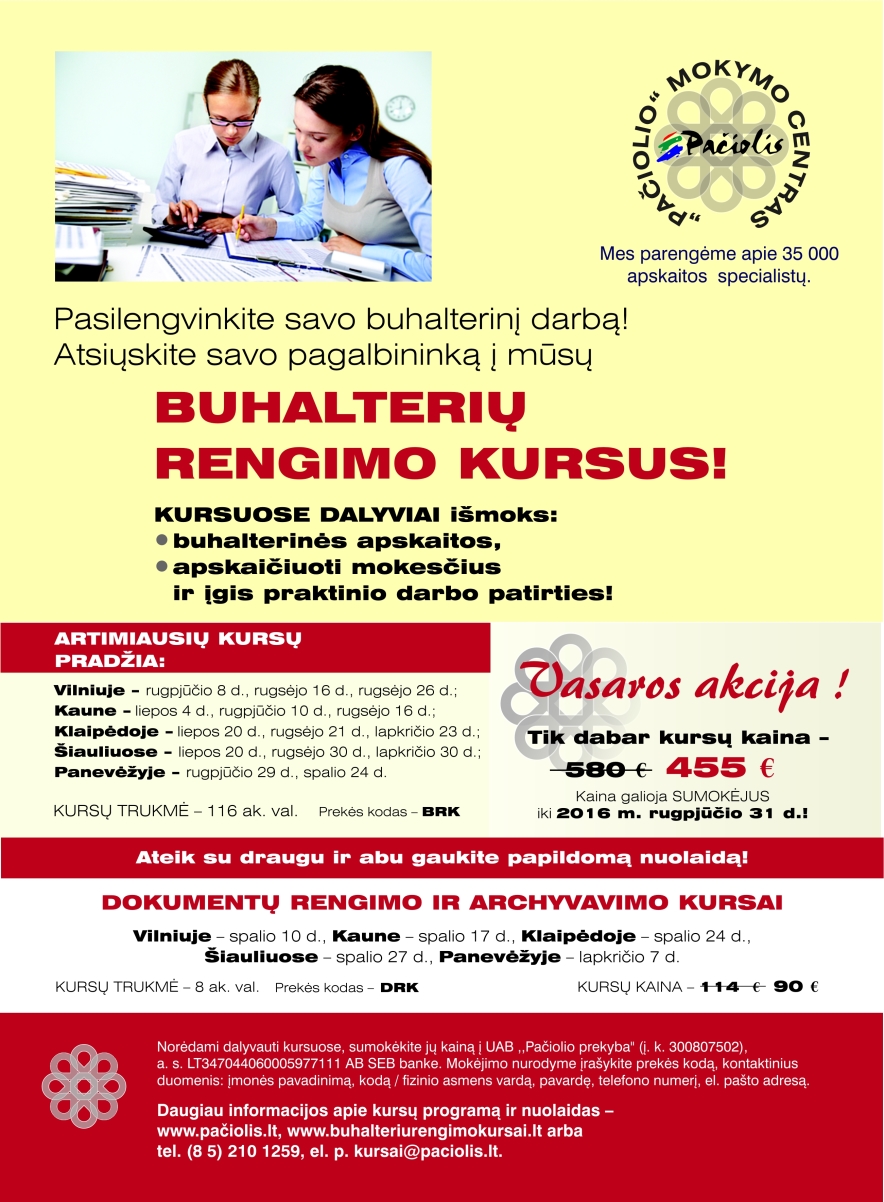 „PAČIOLIO“ MOKYMO CENTRAS
Pačiolis
Mes parengėme apie 35 000
apskaitos specialistų.
Pasilengvinkite savo buhalterinį darbą!
Atsiųskite savo pagalbininką į mūsų
BUHALTERIŲ
RENGIMO KURSUS!
KURSUOSE DALYVIAI išmoks:
• buhalterinės apskaitos,
• apskaičiuoti mokesčius
ir įgis praktinio darbo patirties!
ARTIMIAUSIŲ KURSŲ
PRADŽIA:
Vilniuje – rugpjūčio 8 d., rugsėjo 16 d., rugsėjo 26 d.;
Kaune – liepos 4 d., rugpjūčio 10 d., rugsėjo 16 d.;
Klaipėdoje – liepos 20 d., rugsėjo 21 d., lapkričio 23 d.;
Šiauliuose – liepos 20 d., rugsėjo 30 d., lapkričio 30 d.;
Panevėžyje – rugpjūčio 29 d., spalio 24 d.
KURSŲ TRUKMĖ – 116 ak. val. Prekės kodas – BRK
Vasaros akcija !
Tik dabar kursų kaina –
580 € 455 €
Kaina galioja SUMOKĖJUS
iki 2016 m. rugpjūčio 31 d.!
Ateik su draugu ir abu gaukite papildomą nuolaidą!
DOKUMENTŲ RENGIMO IR ARCHYVAVIMO KURSAI
Vilniuje – spalio 10 d., Kaune – spalio 17 d., Klaipėdoje – spalio 24 d.,
Šiauliuose – spalio 27 d., Panevėžyje – lapkričio 7 d.
KURSŲ TRUKMĖ – 8 ak. val. Prekės kodas – DRK KURSŲ KAINA – 114 € 90 €
Norėdami dalyvauti kursuose, sumokėkite jų kainą į UAB ,,Pačiolio prekyba" (į. k. 300807502),
a. s. LT347044060005977111 AB SEB banke. Mokėjimo nurodyme įrašykite prekės kodą, kontaktinius
duomenis: įmonės pavadinimą, kodą / fizinio asmens vardą, pavardę, telefono numerį, el. pašto adresą.
Daugiau informacijos apie kursų programą ir nuolaidas –
www.pačiolis.lt, www.buhalteriurengimokursai.lt arba
tel. (8 5) 210 1259, el. p. kursai@paciolis.lt.